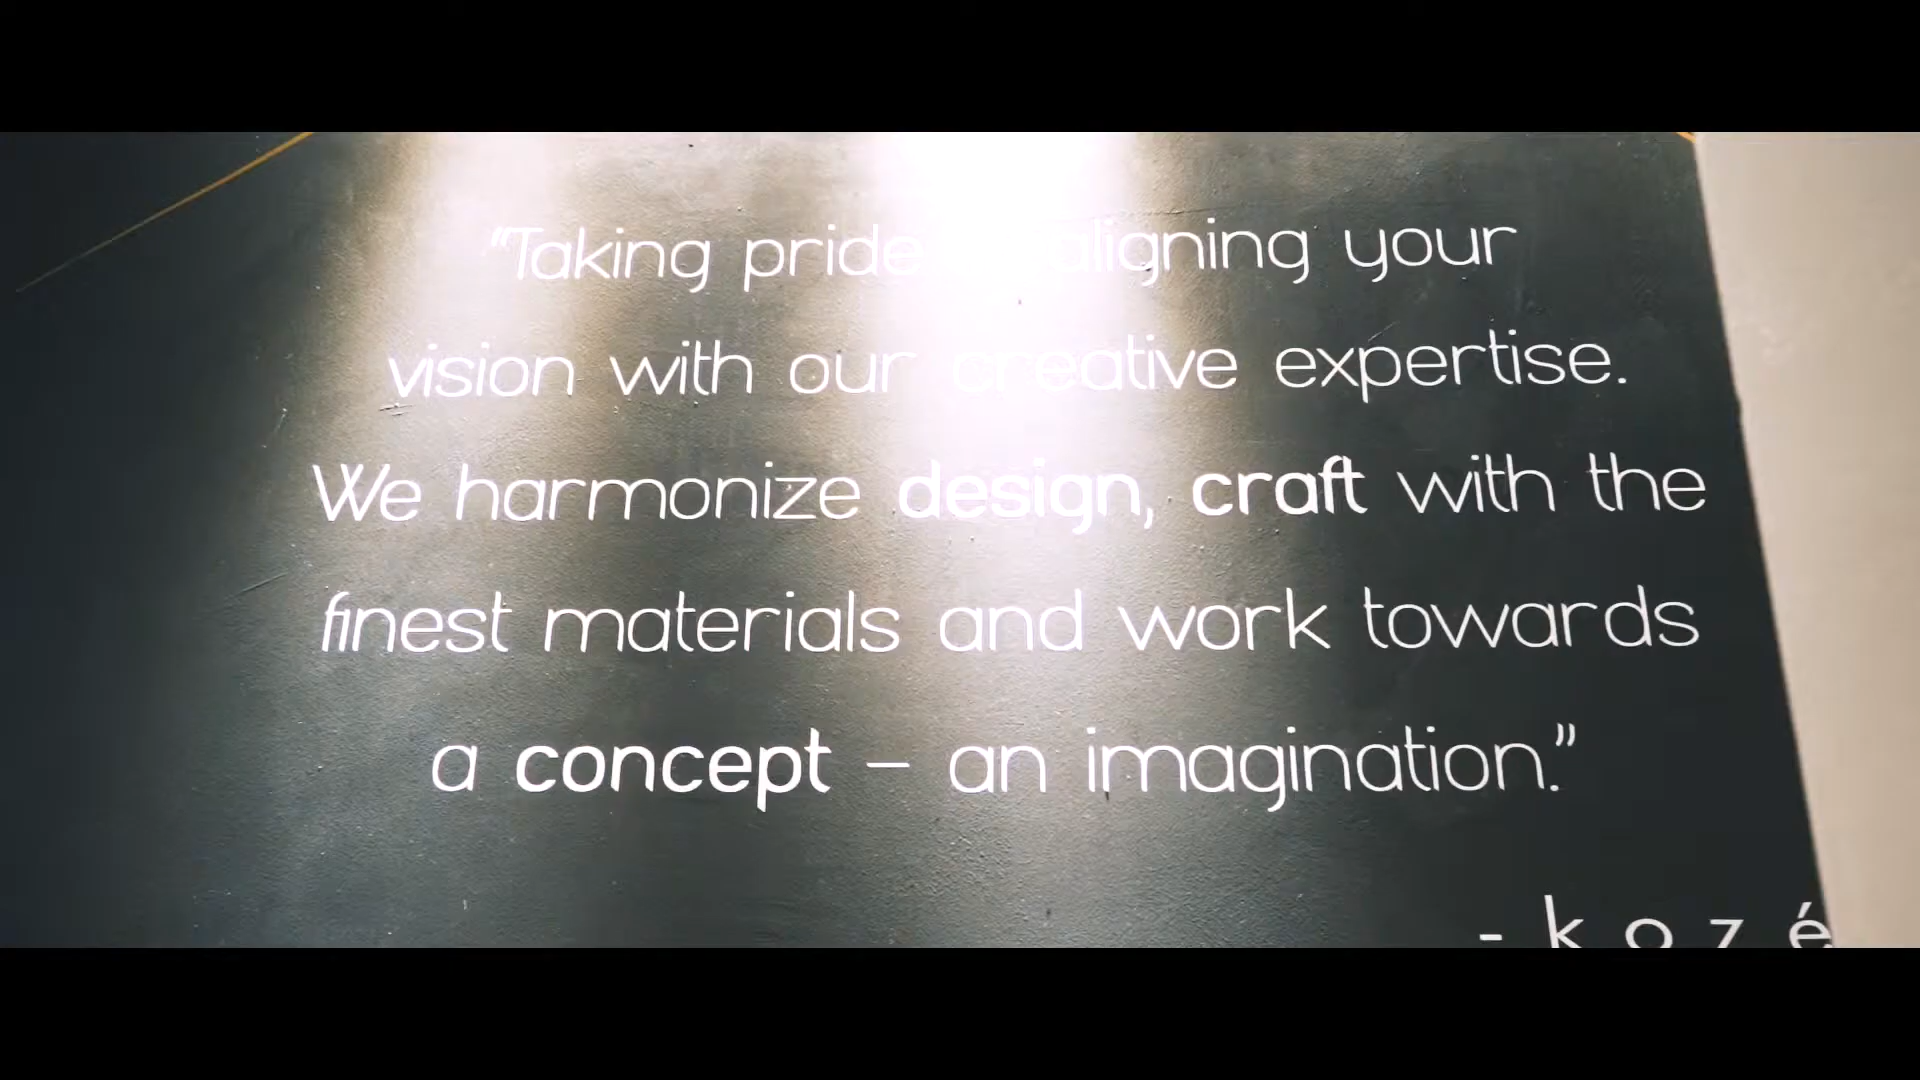 "Taking pride aligning your
vision with our creative expertise.
We harmonize design, craft with the
finest materials and work towards
a concept – an imagination."
- kozé